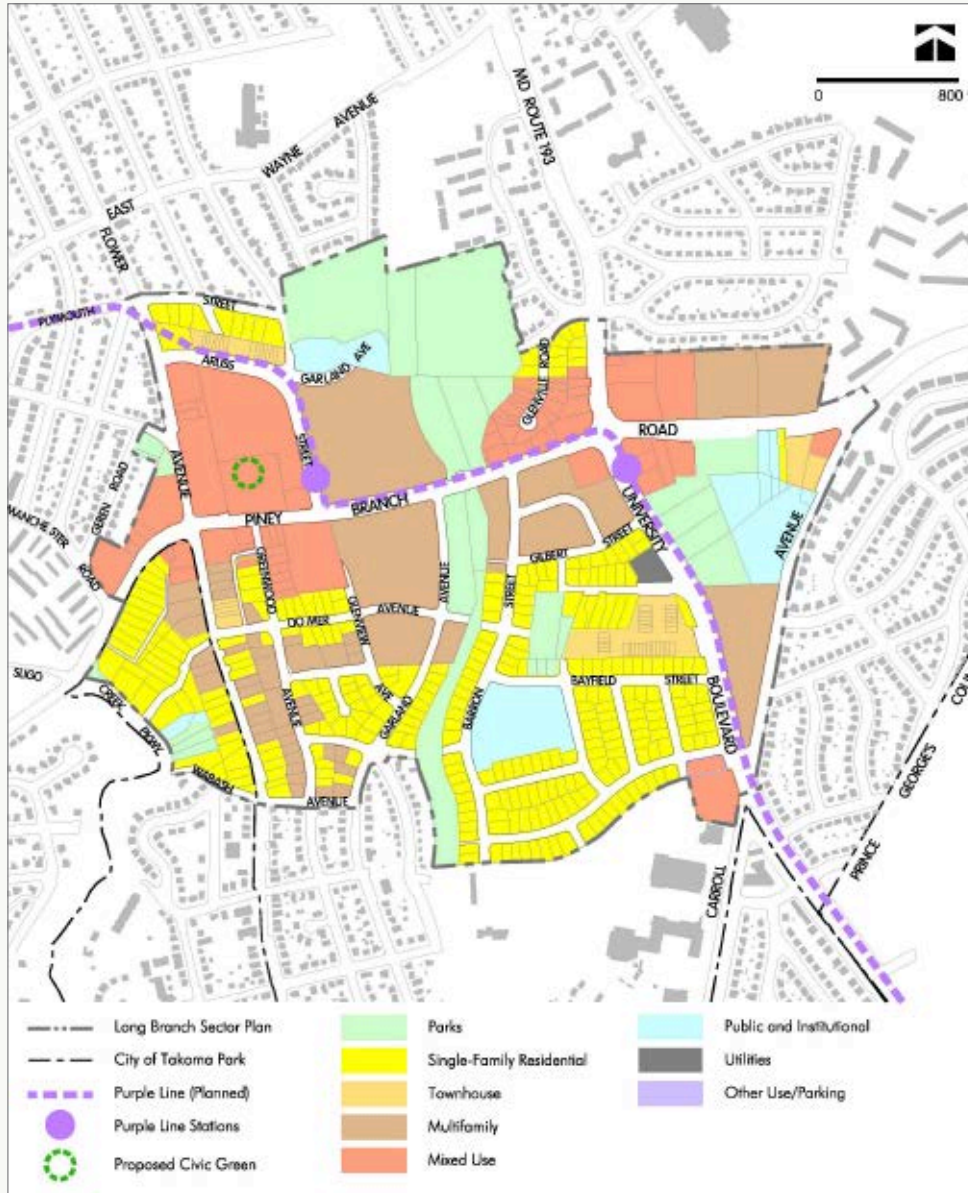 0 800
MD ROUTE 193
AVENUE
WAYNE
EAST
FLOWER
PLYMOUTH
STREET
ARLISS
GARLAND AVE
GLENVILLE ROAD
ROAD
STREET
AVENUE
GEREN ROAD
PINEY
BRANCH
UNIVERSITY
MANCHESTER
ROAD
GREENWOOD
GLENVIEW
AVENUE
AVENUE
STREET
GILBERT
STREET
AVENUE
DOMER
SLIGO
CREEK
PKWY.
AVENUE
AVE
GARLAND
BARRON
BAYFIELD
STREET
BOULEVARD
WABASH
AVENUE
CARROLL
PRINCE
GEORGE'S
COU
Long Branch Sector Plan
City of Takoma Park
Purple Line (Planned)
Purple Line Stations
Proposed Civic Green
Parks
Single-Family Residential
Townhouse
Multifamily
Mixed Use
Public and Institutional
Utilities
Other Use/Parking